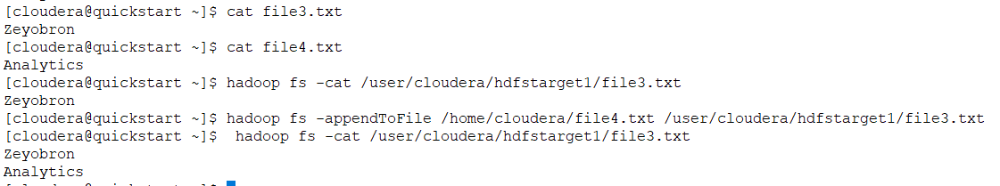 [cloudera@quickstart ~]$ cat file3.txt
Zeyobron
[cloudera@quickstart ~]$ cat file4.txt
Analytics
[cloudera@quickstart ~]$ hadoop fs -cat /user/cloudera/hdfstarget1/file3.txt
Zeyobron
[cloudera@quickstart ~]$ hadoop fs -appendToFile /home/cloudera/file4.txt /user/cloudera/hdfstarget1/file3.txt
[cloudera@quickstart ~]$  hadoop fs -cat /user/cloudera/hdfstarget1/file3.txt
Zeyobron
Analytics
[cloudera@quickstart ~]$